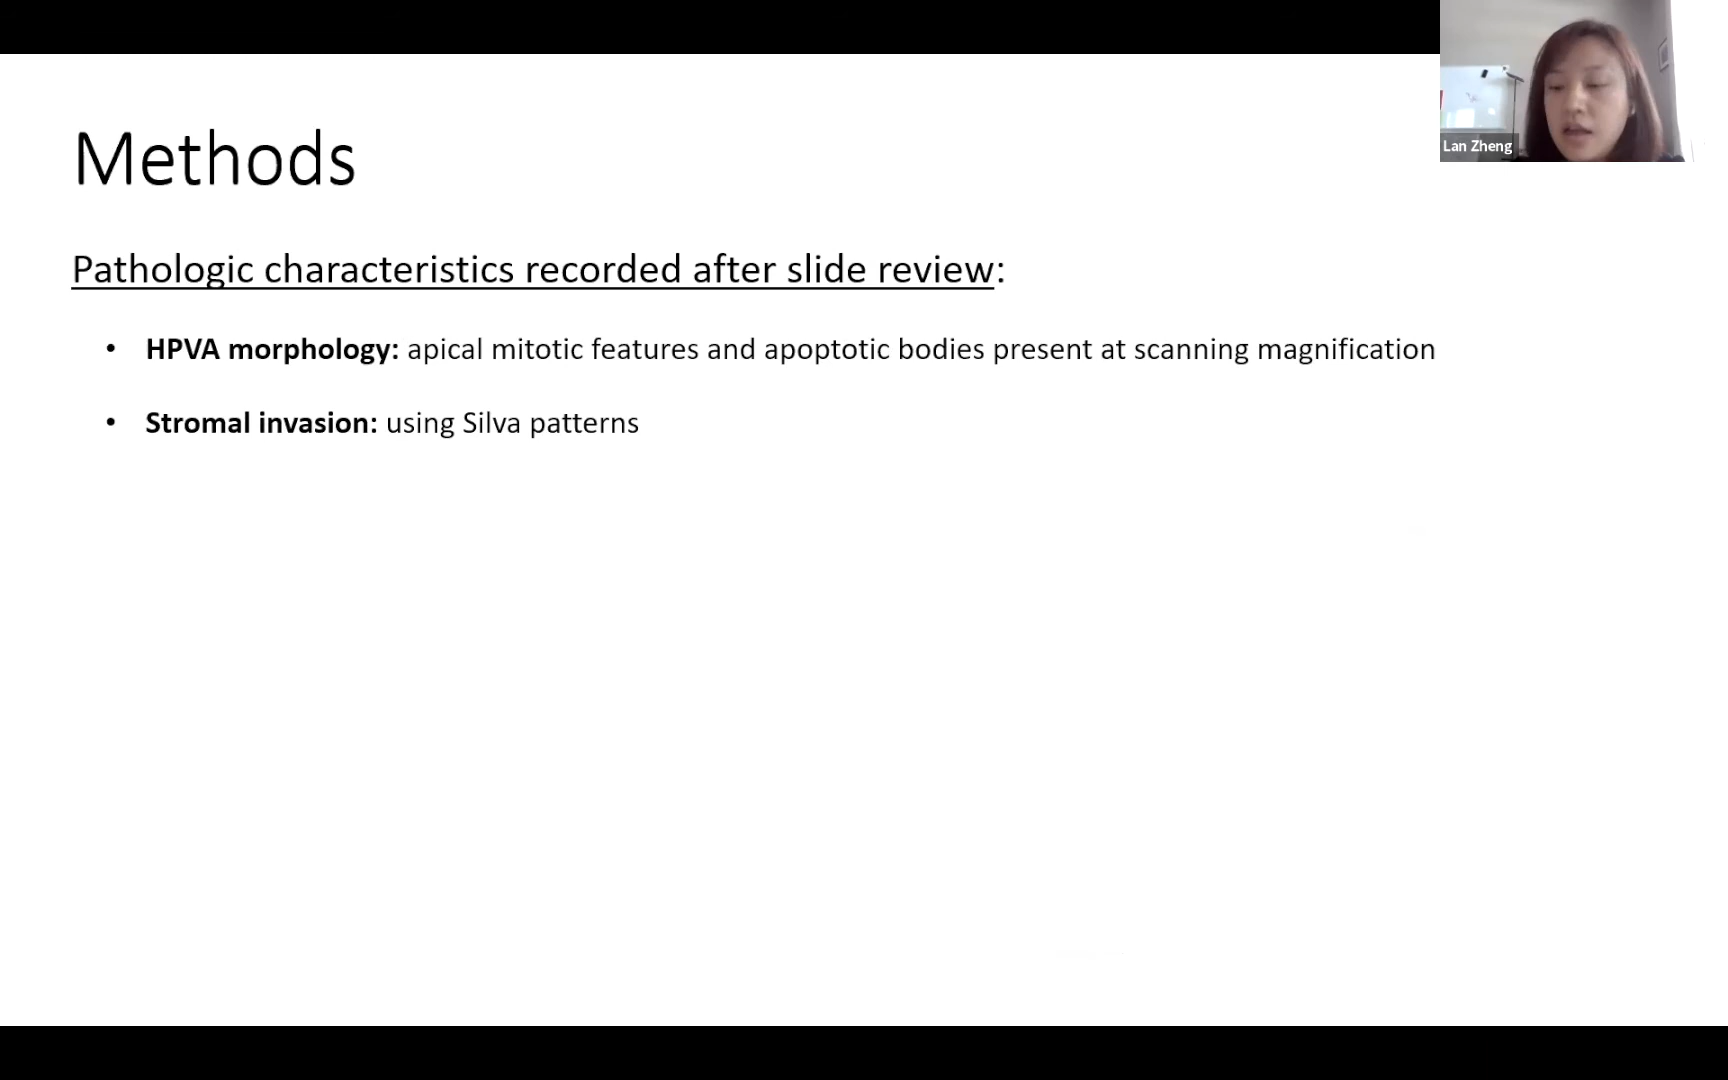 Lan Zheng
Methods
Pathologic characteristics recorded after slide review:
• HPVA morphology: apical mitotic features and apoptotic bodies present at scanning magnification
• Stromal invasion: using Silva patterns